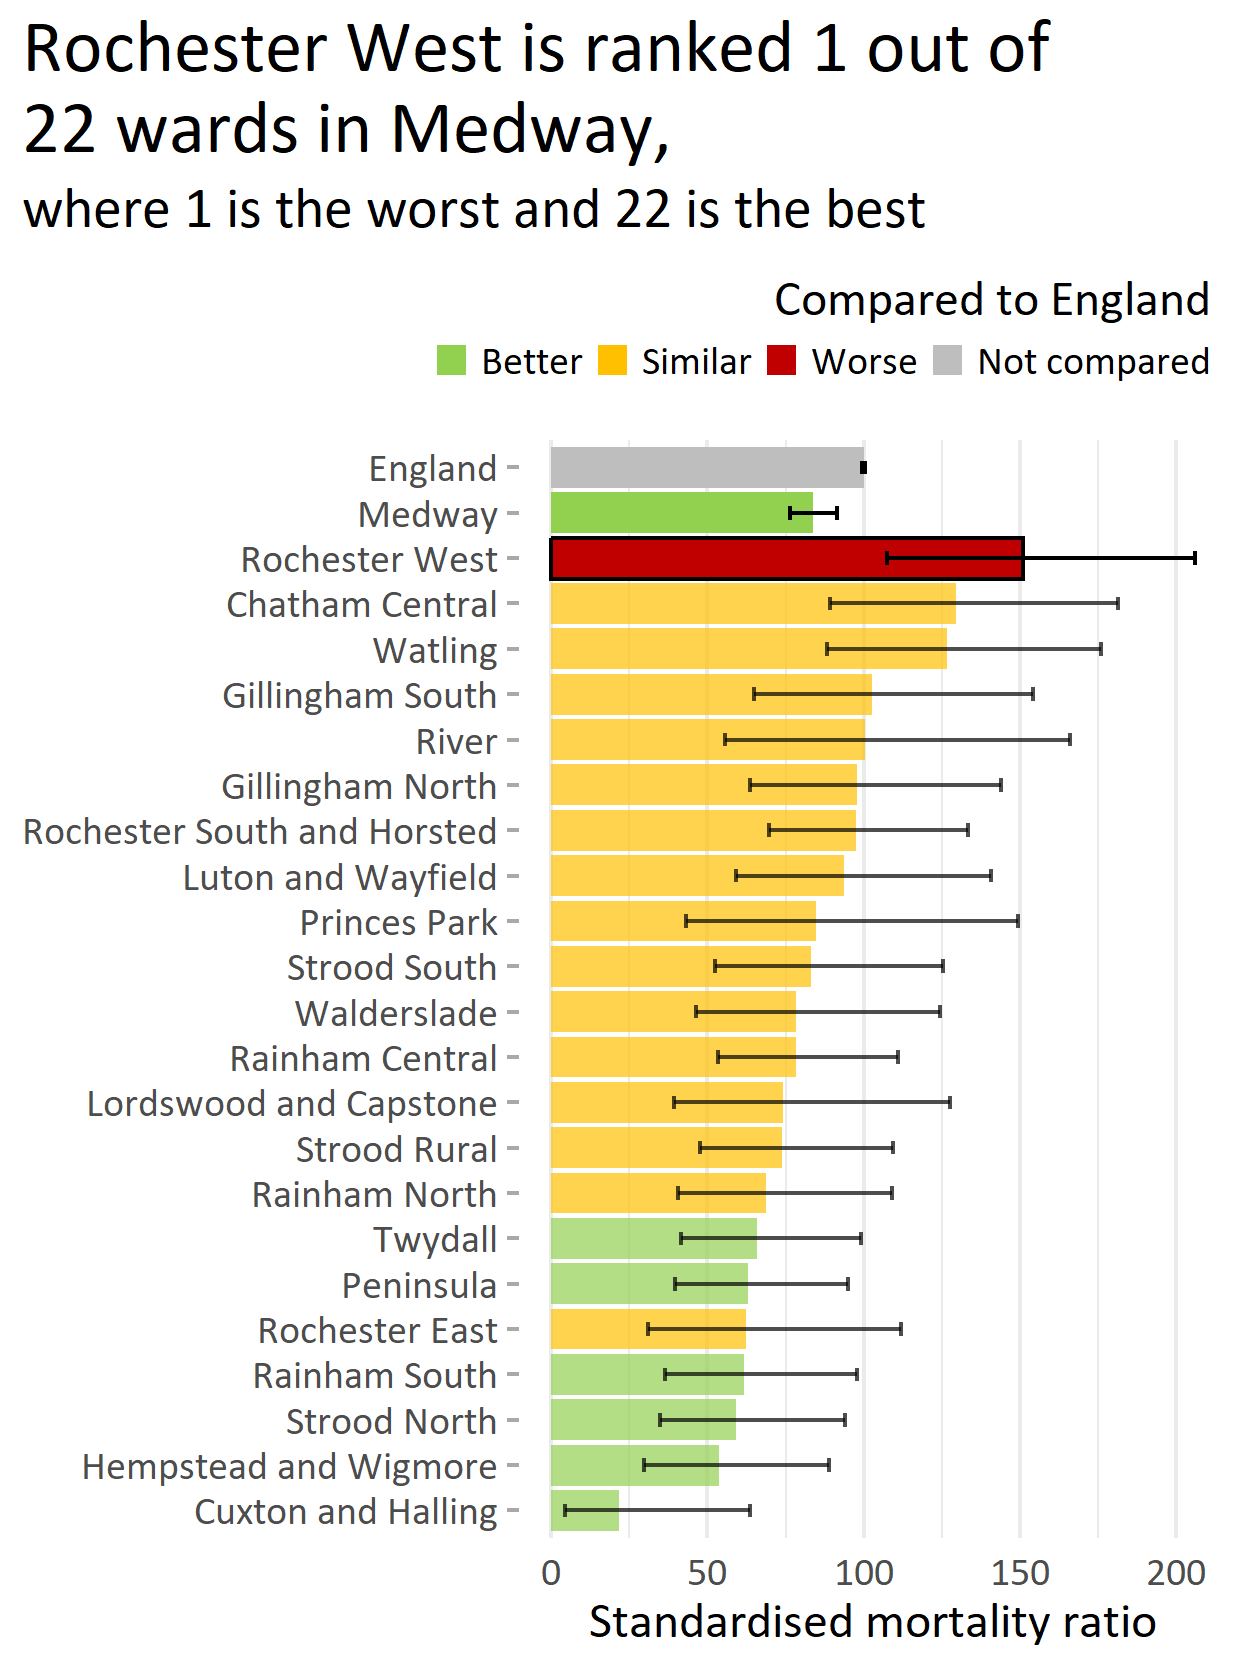 Rochester West is ranked 1 out of
22 wards in Medway,
where 1 is the worst and 22 is the best
Compared to England
Better Similar Worse Not compared
England
Medway
Rochester West
Chatham Central
Watling
Gillingham South
River
Gillingham North
Rochester South and Horsted
Luton and Wayfield
Princes Park
Strood South
Walderslade
Rainham Central
Lordswood and Capstone
Strood Rural
Rainham North
Twydall
Peninsula
Rochester East
Rainham South
Strood North
Hempstead and Wigmore
Cuxton and Halling
0 50 100 150 200
Standardised mortality ratio